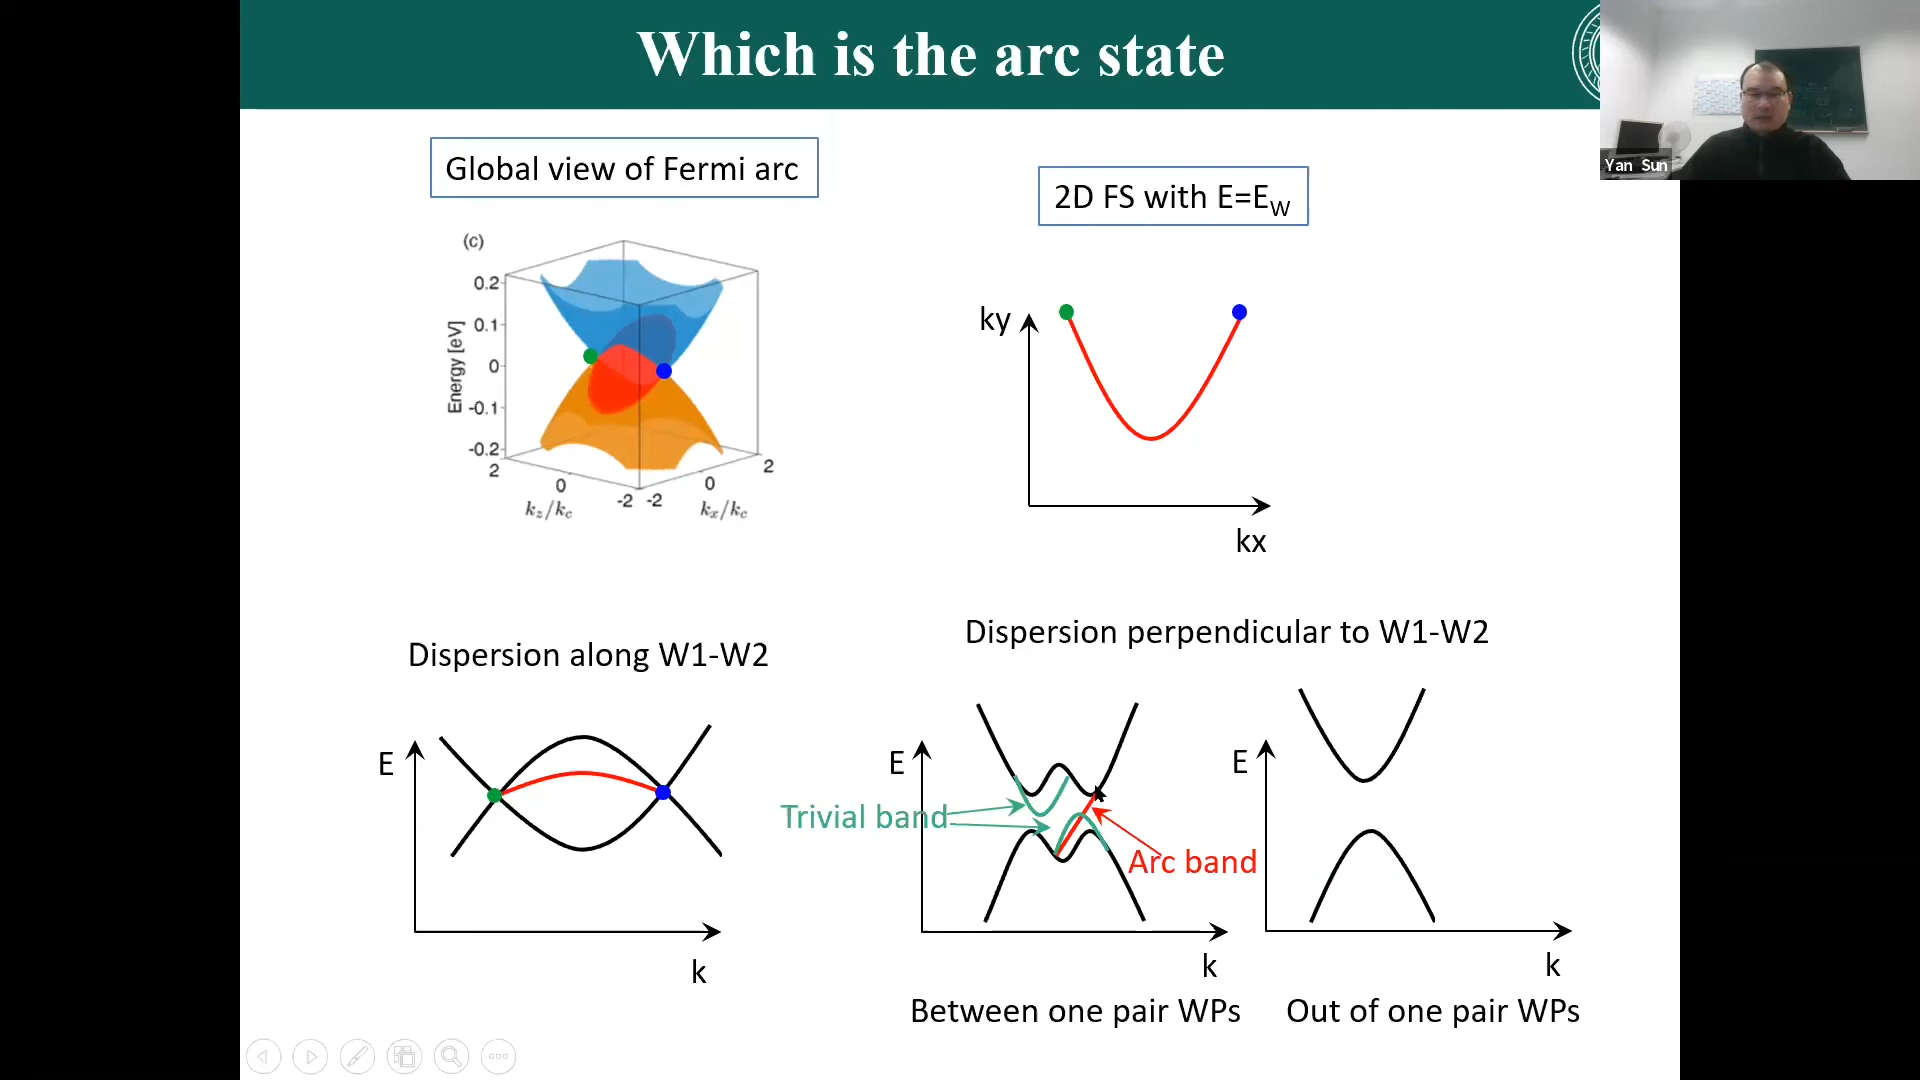 Which is the arc state
Yan Sun
Global view of Fermi arc
2D FS with E=E_W
(c)
0.2
0.1
0
-0.1
-0.2
Energy [eV]
2
0
-2
-2
0
2
k_z/k_c
k_x/k_c
ky
kx
Dispersion along W1-W2
Dispersion perpendicular to W1-W2
E
k
E
Trivial band
Arc band
k
E
k
Between one pair WPs
Out of one pair WPs